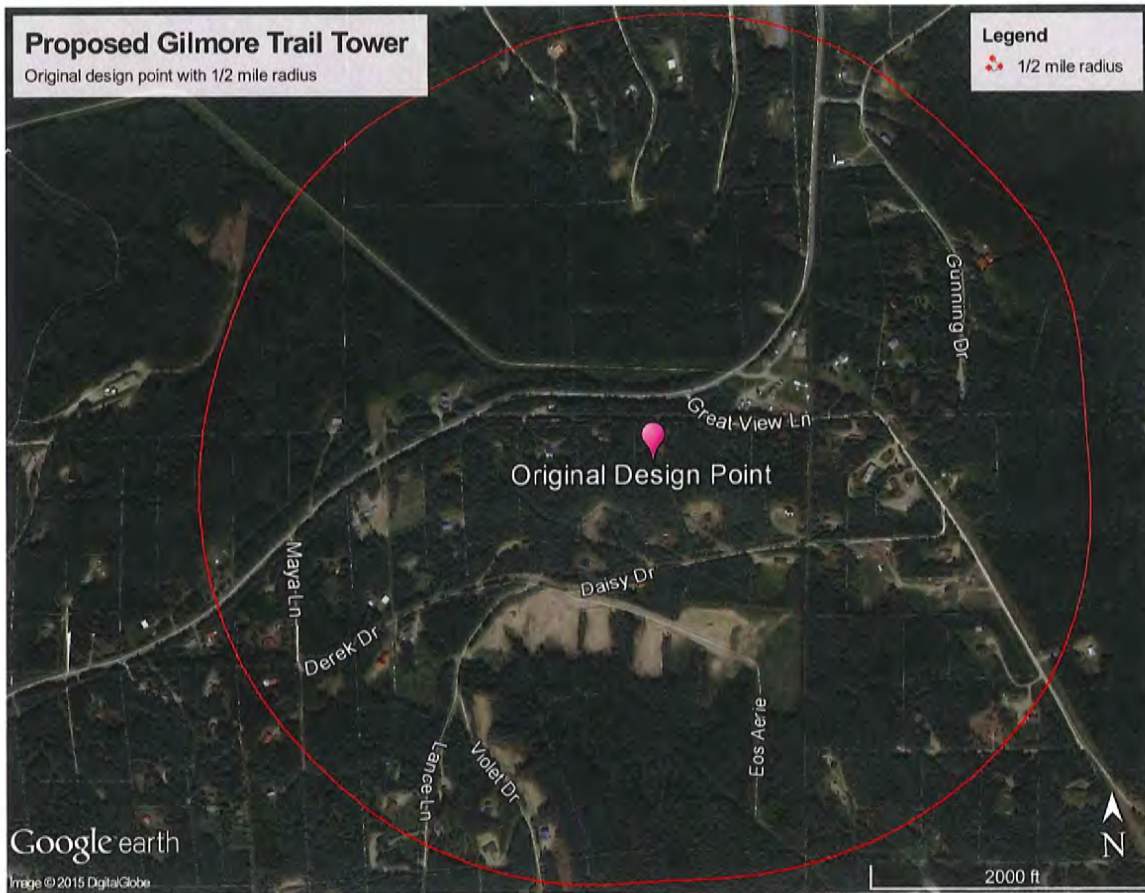 Proposed Gilmore Trail Tower
Original design point with 1/2 mile radius
Legend
1/2 mile radius
Gunning Dr
Great View Ln
Original Design Point
Maya Ln
Daisy Dr
Derek Dr
Eos Aerie
Lance Ln
Violet Dr
Google earth
N
Image © 2015 DigitalGlobe
2000 ft